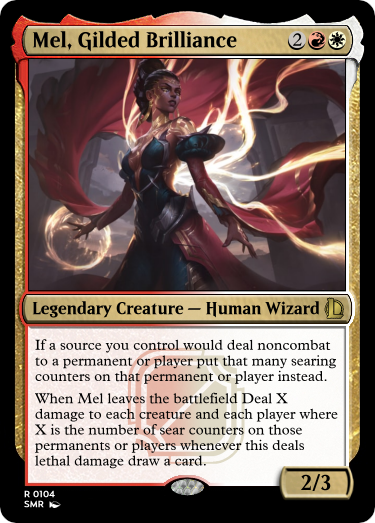 Mel, Gilded Brilliance 2
Legendary Creature — Human Wizard
If a source you control would deal noncombat
to a permanent or player put that many searing
counters on that permanent or player instead.
When Mel leaves the battlefield Deal X
damage to each creature and each player where
X is the number of sear counters on those
permanents or players whenever this deals
lethal damage draw a card.
2/3
R 0104
SMR